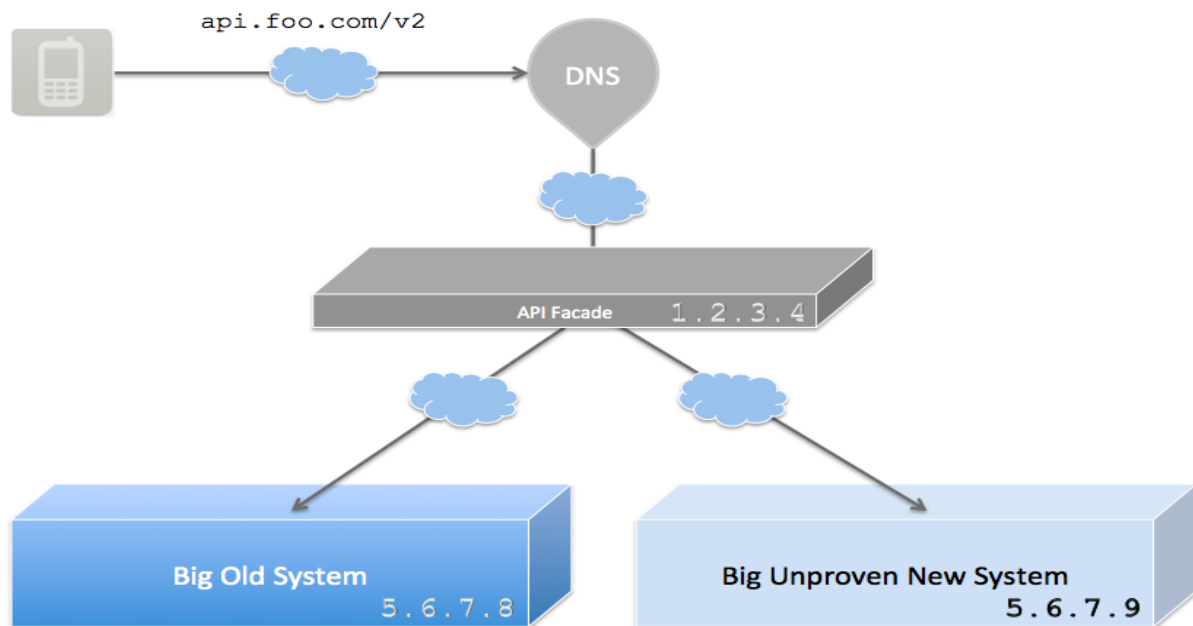 api.foo.com/v2
DNS
API Facade 1.2.3.4
Big Old System
5.6.7.8
Big Unproven New System
5.6.7.9